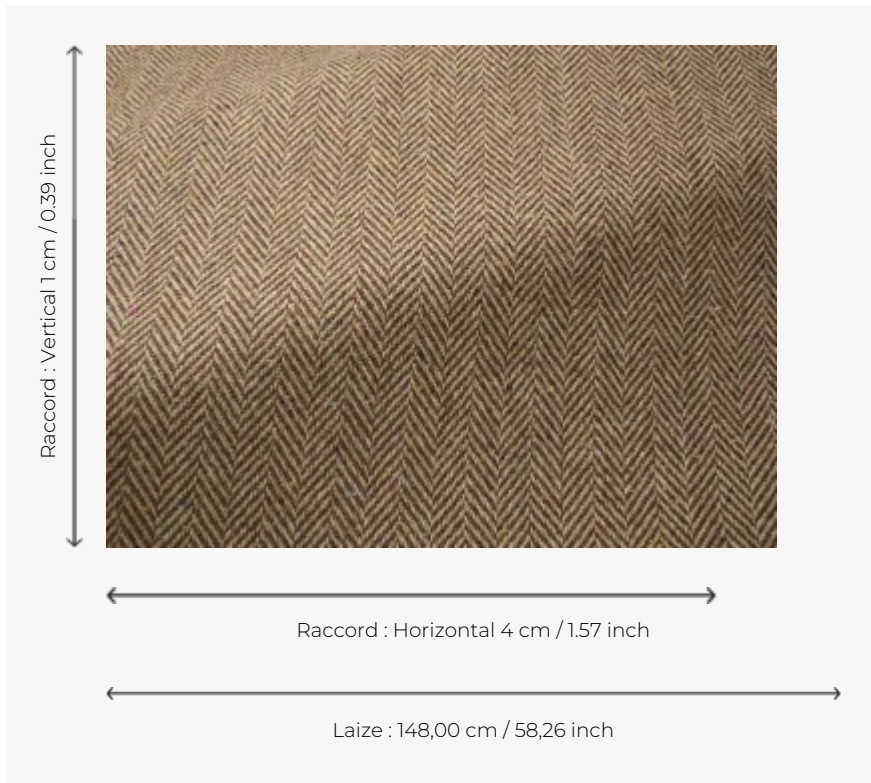 Raccord : Vertical 1 cm / 0.39 inch
Raccord : Horizontal 4 cm / 1.57 inch
Laize : 148,00 cm / 58,26 inch